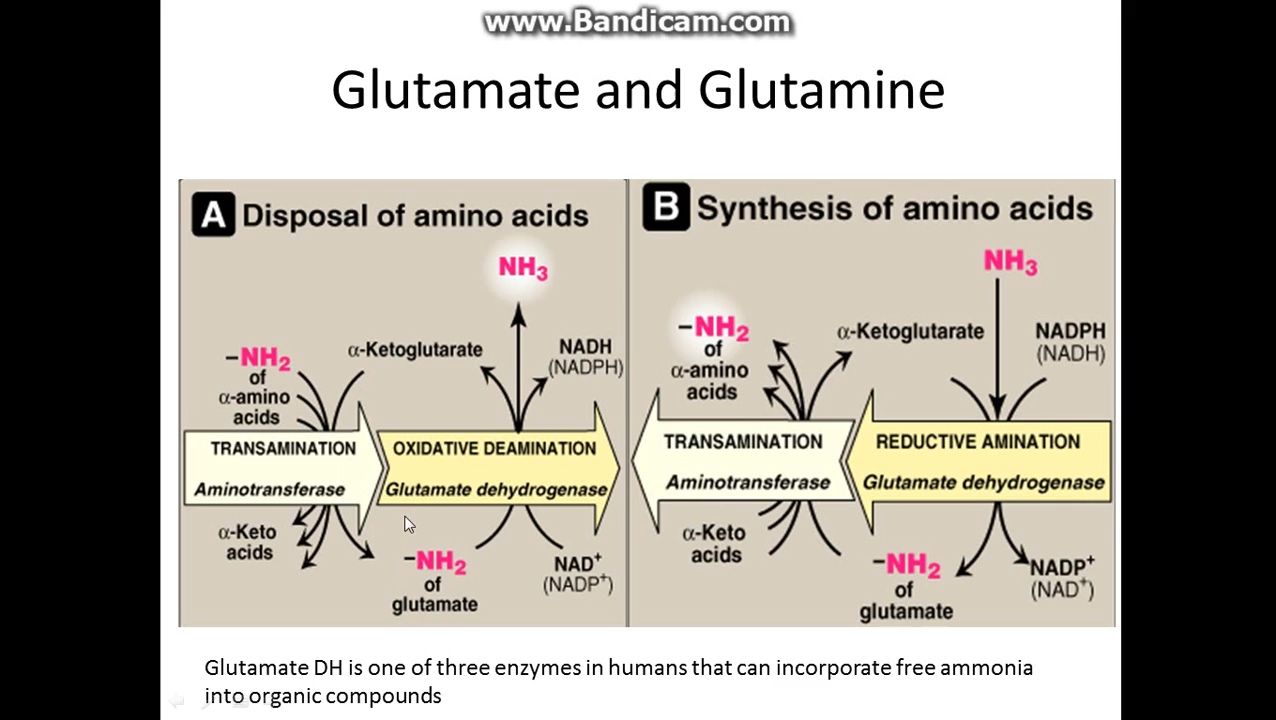 www.Bandicam.com
Glutamate and Glutamine
A Disposal of amino acids
NH3
α-Ketoglutarate
NADH
(NADPH)
–NH2
of
α-amino
acids
TRANSAMINATION
Aminotransferase
OXIDATIVE DEAMINATION
Glutamate dehydrogenase
α-Keto
acids
–NH2
of
glutamate
NAD+
(NADP+)
B Synthesis of amino acids
NH3
–NH2
of
α-amino
acids
α-Ketoglutarate
NADPH
(NADH)
TRANSAMINATION
Aminotransferase
REDUCTIVE AMINATION
Glutamate dehydrogenase
α-Keto
acids
–NH2
of
glutamate
NADP+
(NAD+)
Glutamate DH is one of three enzymes in humans that can incorporate free ammonia
into organic compounds